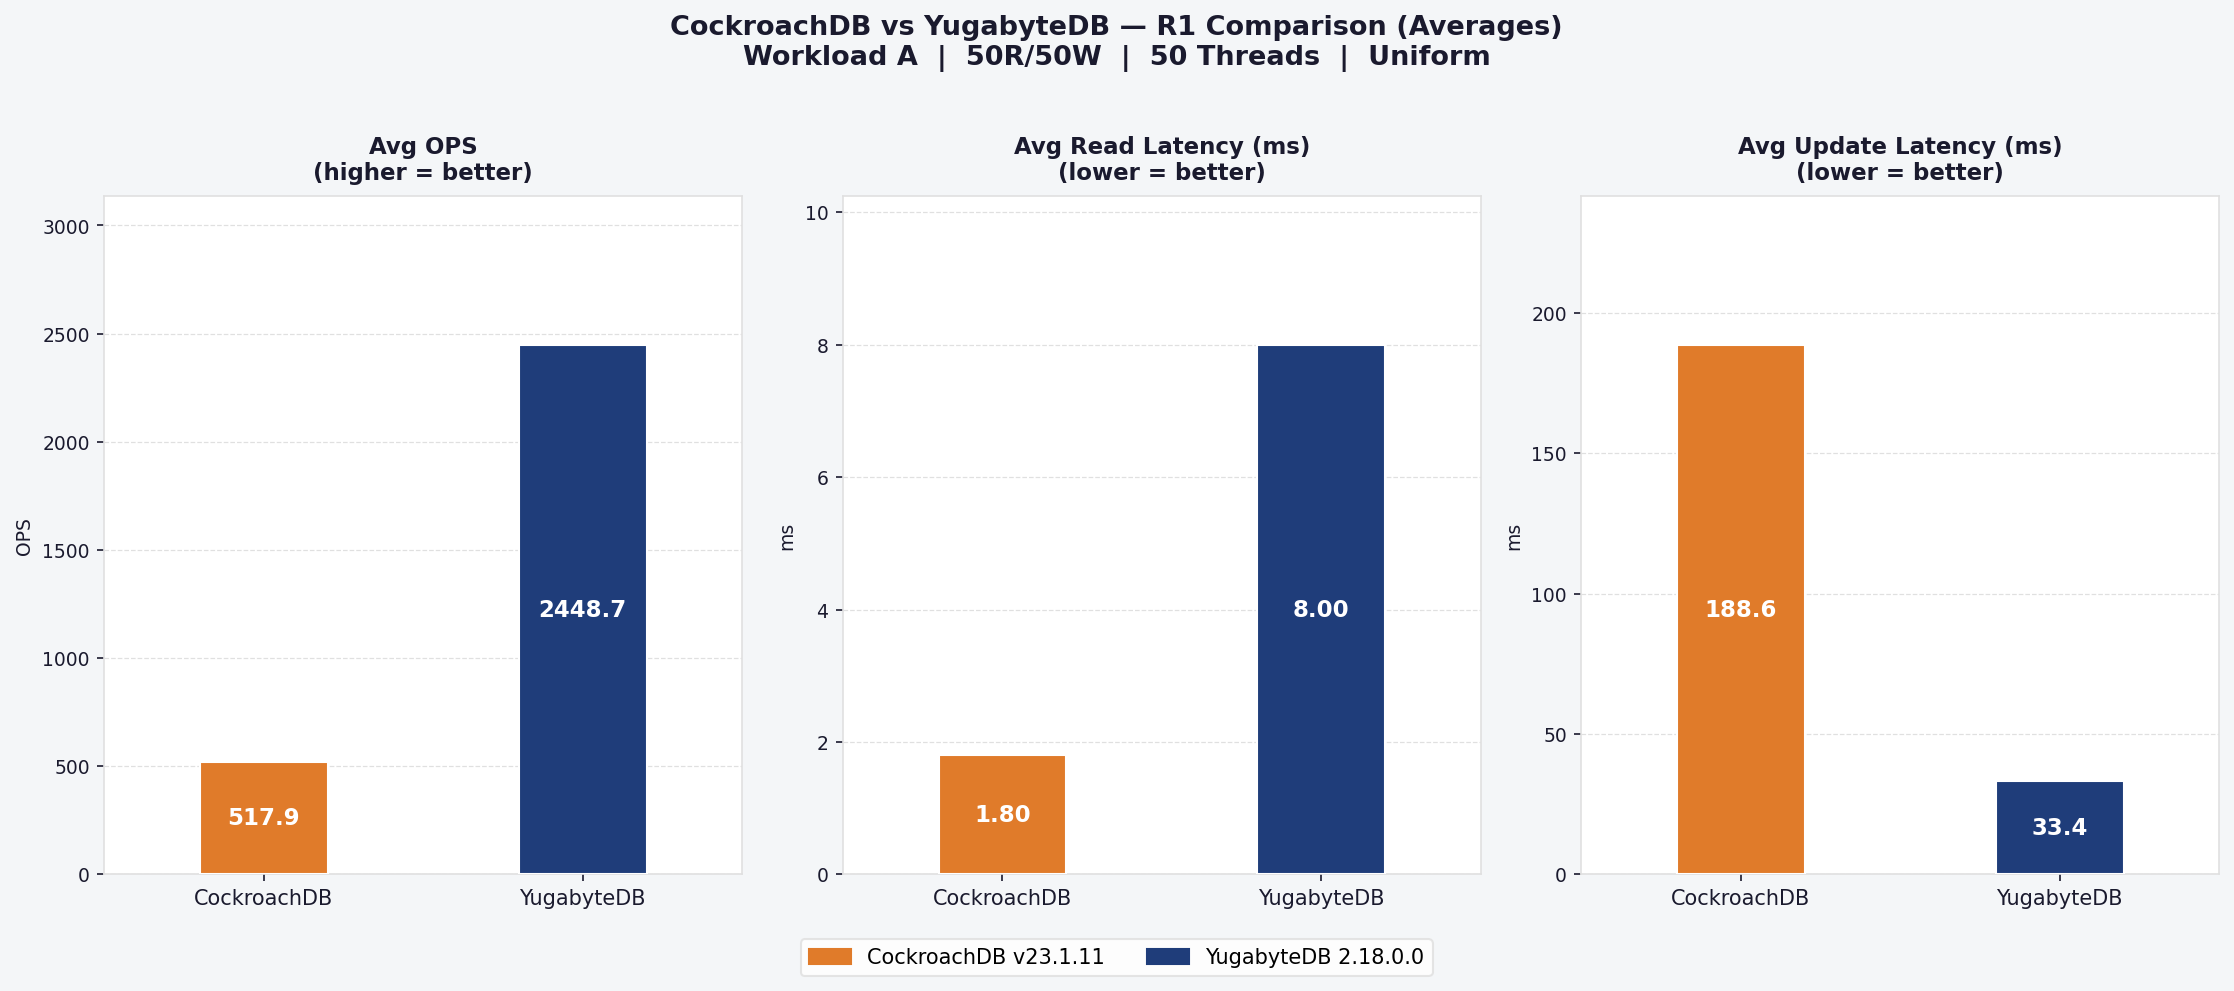 CockroachDB vs YugabyteDB — R1 Comparison (Averages)
Workload A | 50R/50W | 50 Threads | Uniform
Avg OPS
(higher = better)
3000
2500
2000
1500
1000
500
0
OPS
517.9
2448.7
CockroachDB
YugabyteDB
Avg Read Latency (ms)
(lower = better)
10
8
6
4
2
0
ms
1.80
8.00
CockroachDB
YugabyteDB
Avg Update Latency (ms)
(lower = better)
200
150
100
50
0
ms
188.6
33.4
CockroachDB
YugabyteDB
CockroachDB v23.1.11
YugabyteDB 2.18.0.0